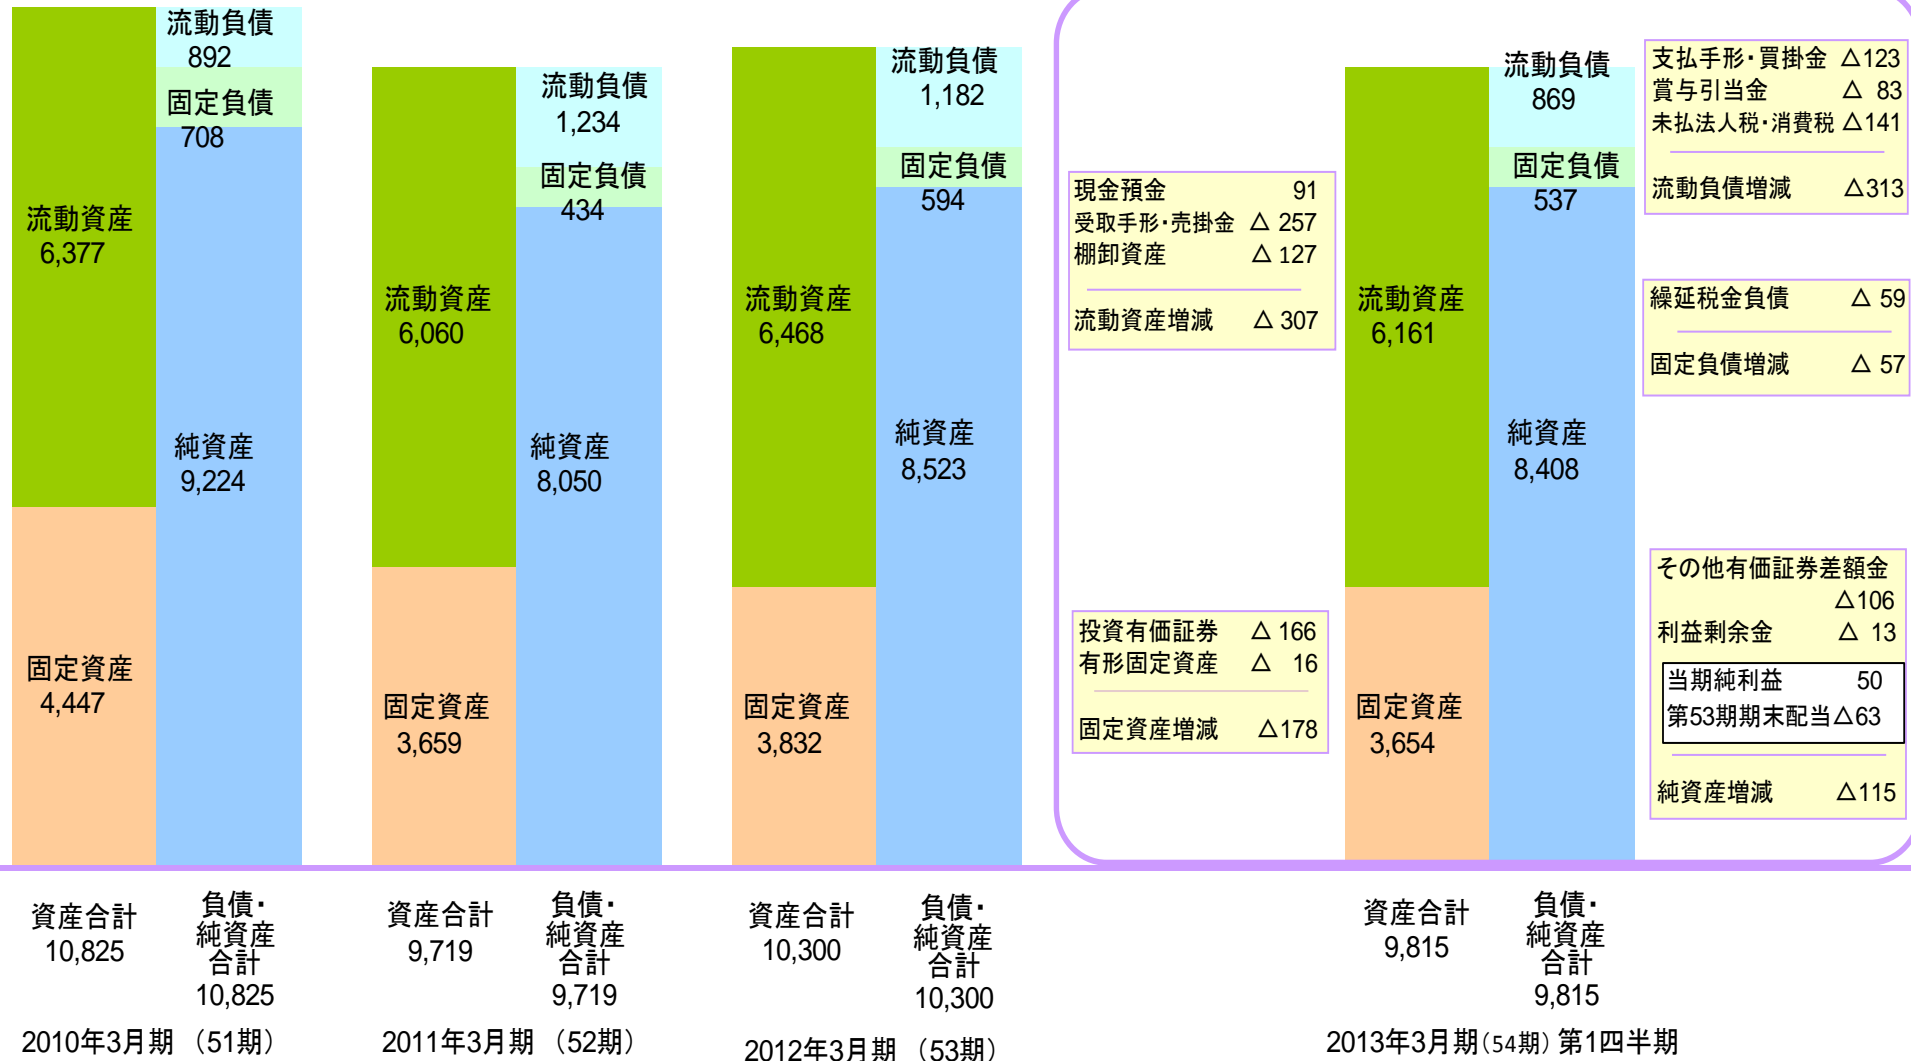 流動負債
892
固定負債
708
流動資産
6,377
純資産
9,224
固定資産
4,447
流動負債
1,234
固定負債
434
流動資産
6,060
純資産
8,050
固定資産
3,659
流動負債
1,182
固定負債
594
流動資産
6,468
純資産
8,523
固定資産
3,832
現金預金 91
受取手形・売掛金 △ 257
棚卸資産 △ 127
流動資産増減 △ 307
投資有価証券 △ 166
有形固定資産 △ 16
固定資産増減 △178
流動負債
869
固定負債
537
流動資産
6,161
純資産
8,408
固定資産
3,654
支払手形・買掛金 △123
賞与引当金 △ 83
未払法人税・消費税 △141
流動負債増減 △313
繰延税金負債 △ 59
固定負債増減 △ 57
その他有価証券差額金
△106
利益剰余金 △ 13
当期純利益 50
第53期期末配当△63
純資産増減 △115
資産合計
10,825
負債・
純資産
合計
10,825
2010年3月期 （51期）
資産合計
9,719
負債・
純資産
合計
9,719
2011年3月期 （52期）
資産合計
10,300
負債・
純資産
合計
10,300
2012年3月期 （53期）
資産合計
9,815
負債・
純資産
合計
9,815
2013年3月期（54期）第1四半期